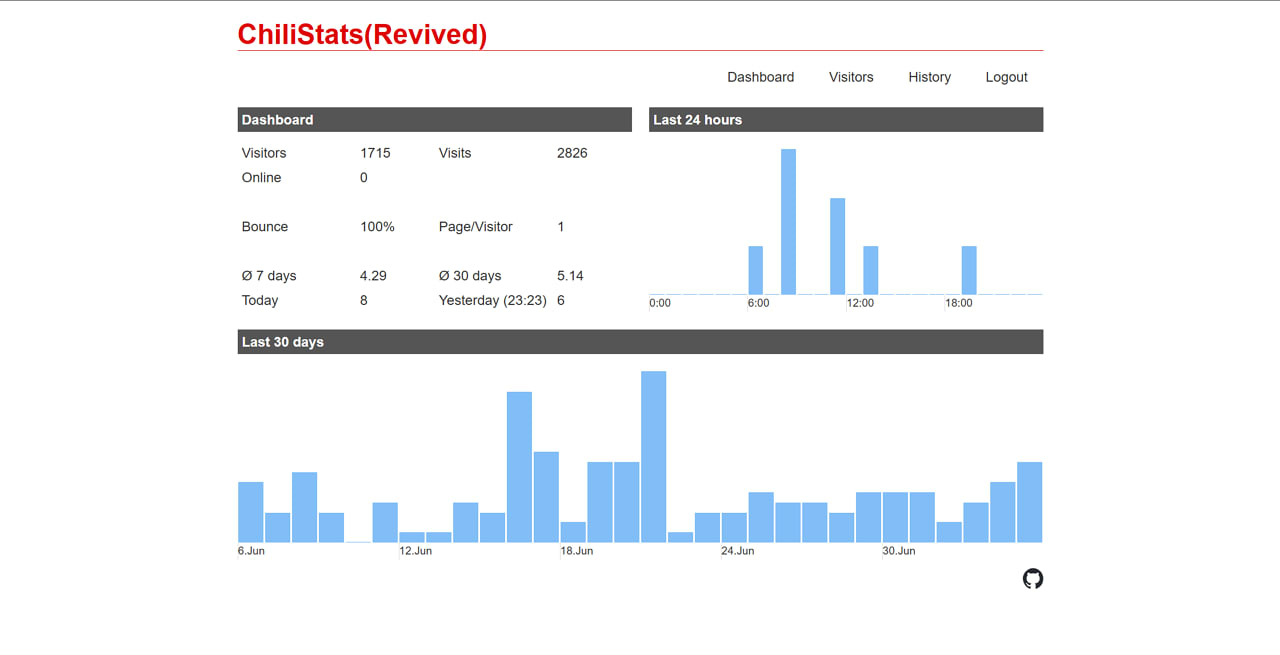 ChiliStats(Revived)
Dashboard Visitors History Logout
Dashboard
Visitors 1715 Visits 2826
Online 0
Bounce 100% Page/Visitor 1
Ø 7 days 4.29 Ø 30 days 5.14
Today 8 Yesterday (23:23) 6
Last 24 hours
0:00 6:00 12:00 18:00
Last 30 days
6.Jun 12.Jun 18.Jun 24.Jun 30.Jun